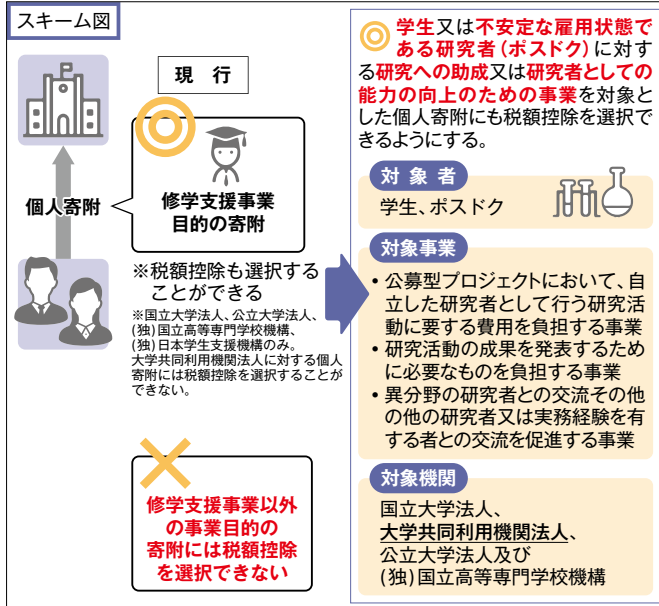 スキーム図
現 行
個人寄附
修学支援事業
目的の寄附
※税額控除も選択する
ことができる
※国立大学法人、公立大学法人、
(独)国立高等専門学校機構、
(独)日本学生支援機構のみ。
大学共同利用機関法人に対する個人
寄附には税額控除を選択することが
できない。
修学支援事業以外
の事業目的の
寄附には税額控除
を選択できない
学生又は不安定な雇用状態で
ある研究者(ポスドク)に対す
る研究への助成又は研究者としての
能力の向上のための事業を対象と
した個人寄附にも税額控除を選択で
きるようにする。
対 象 者
学生、ポスドク
対象事業
・公募型プロジェクトにおいて、自
立した研究者として行う研究活
動に要する費用を負担する事業
・研究活動の成果を発表するため
に必要なものを負担する事業
・異分野の研究者との交流その他
の他の研究者又は実務経験を有
する者との交流を促進する事業
対象機関
国立大学法人、
大学共同利用機関法人、
公立大学法人及び
(独)国立高等専門学校機構